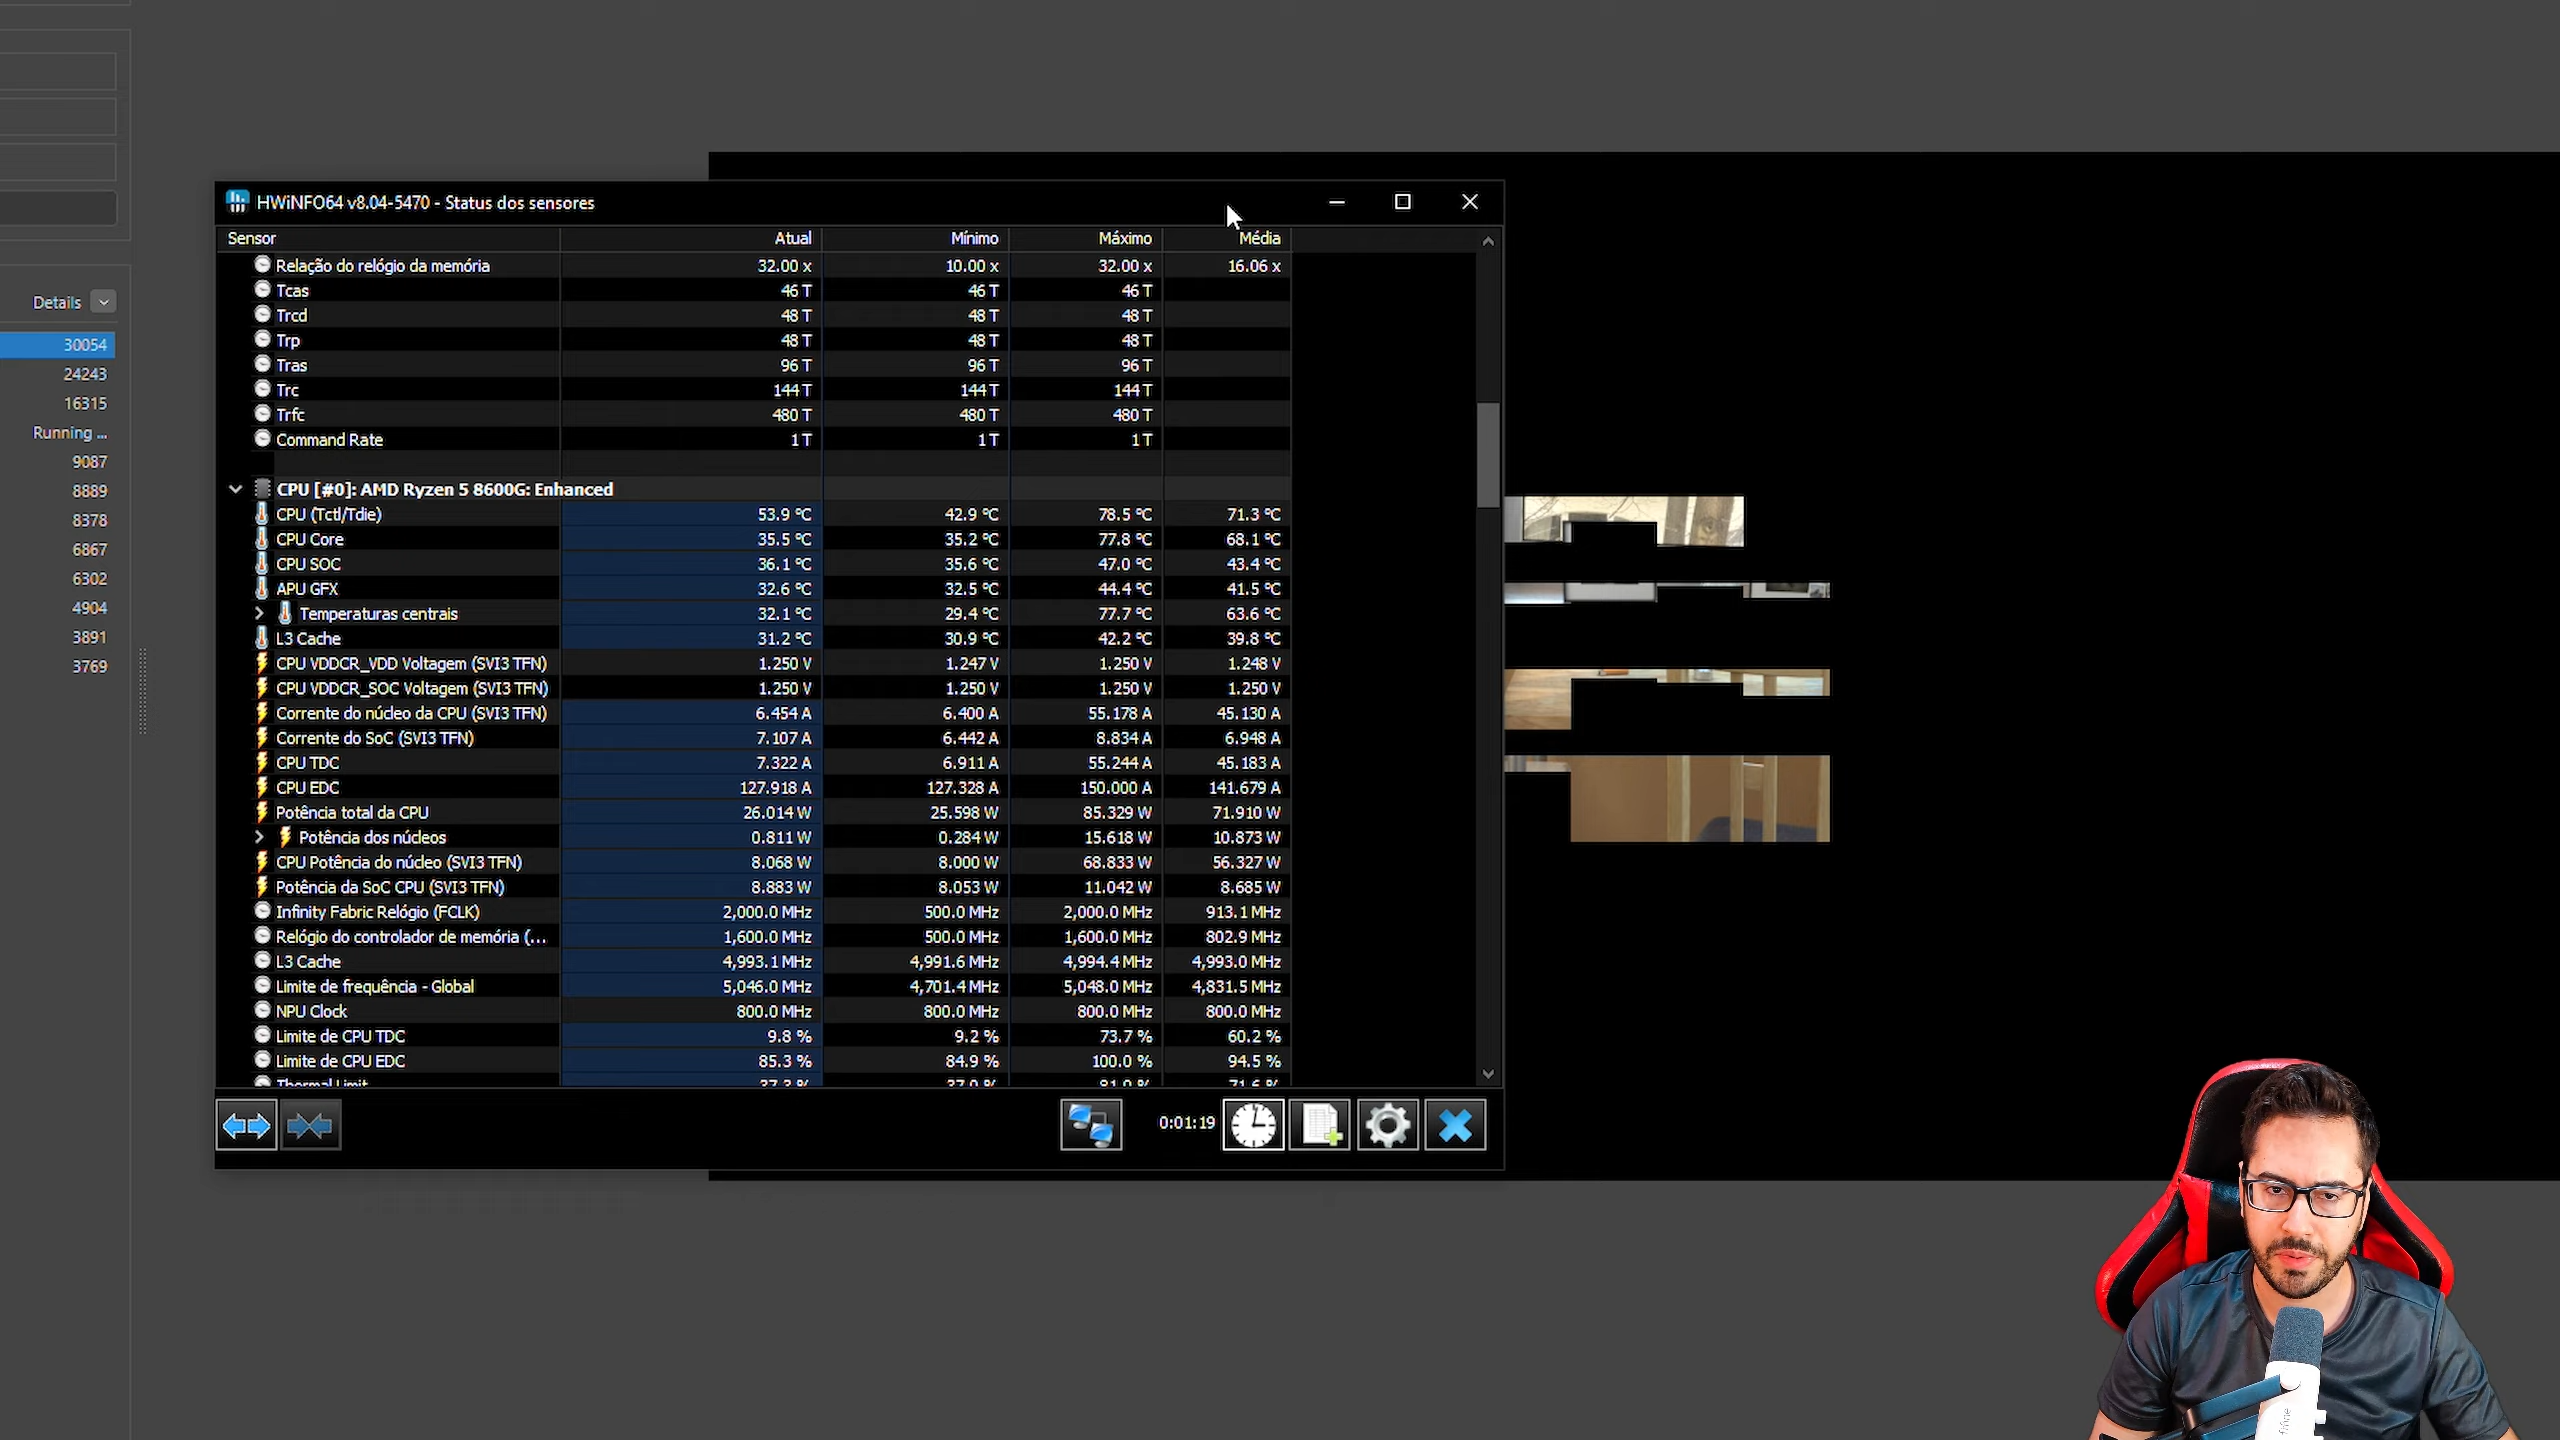 HWiNFO64 v8.04-5470 - Status dos sensores
Sensor Atual Mínimo Máximo Média
Relação do relógio da memória 32.00 x 10.00 x 32.00 x 16.06 x
Tcas 46 T 46 T 46 T
Trcd 48 T 48 T 48 T
Trp 48 T 48 T 48 T
Tras 96 T 96 T 96 T
Trc 144 T 144 T 144 T
Trfc 480 T 480 T 480 T
Command Rate 1 T 1 T 1 T
CPU [#0]: AMD Ryzen 5 8600G: Enhanced
CPU (Tctl/Tdie) 53.9 °C 42.9 °C 78.5 °C 71.3 °C
CPU Core 35.5 °C 35.2 °C 77.8 °C 68.1 °C
CPU SOC 36.1 °C 35.6 °C 47.0 °C 43.4 °C
APU GFX 32.6 °C 32.5 °C 44.4 °C 41.5 °C
Temperaturas centrais 32.1 °C 29.4 °C 77.7 °C 63.6 °C
L3 Cache 31.2 °C 30.9 °C 42.2 °C 39.8 °C
CPU VDDCR_VDD Voltagem (SVI3 TFN) 1.250 V 1.247 V 1.250 V 1.248 V
CPU VDDCR_SOC Voltagem (SVI3 TFN) 1.250 V 1.250 V 1.250 V 1.250 V
Corrente do núcleo da CPU (SVI3 TFN) 6.454 A 6.400 A 55.178 A 45.130 A
Corrente do SoC (SVI3 TFN) 7.107 A 6.442 A 8.834 A 6.948 A
CPU TDC 7.322 A 6.911 A 55.244 A 45.183 A
CPU EDC 127.918 A 127.328 A 150.000 A 141.679 A
Potência total da CPU 26.014 W 25.598 W 85.329 W 71.910 W
Potência dos núcleos 0.811 W 0.284 W 15.618 W 10.873 W
CPU Potência do núcleo (SVI3 TFN) 8.068 W 8.000 W 68.833 W 56.327 W
Potência da SoC CPU (SVI3 TFN) 8.883 W 8.053 W 11.042 W 8.685 W
Infinity Fabric Relógio (FCLK) 2,000.0 MHz 500.0 MHz 2,000.0 MHz 913.1 MHz
Relógio do controlador de memória (... 1,600.0 MHz 500.0 MHz 1,600.0 MHz 802.9 MHz
L3 Cache 4,993.1 MHz 4,991.6 MHz 4,994.4 MHz 4,993.0 MHz
Limite de frequência - Global 5,046.0 MHz 4,701.4 MHz 5,048.0 MHz 4,831.5 MHz
NPU Clock 800.0 MHz 800.0 MHz 800.0 MHz 800.0 MHz
Limite de CPU TDC 9.8 % 9.2 % 73.7 % 60.2 %
Limite de CPU EDC 85.3 % 84.9 % 100.0 % 94.5 %
Thermal Limit 37.3 % 37.0 % 81.0 % 71.6 %
0:01:19
Details
30054
24243
16315
Running ...
9087
8889
8378
6867
6302
4904
3891
3769
fifine